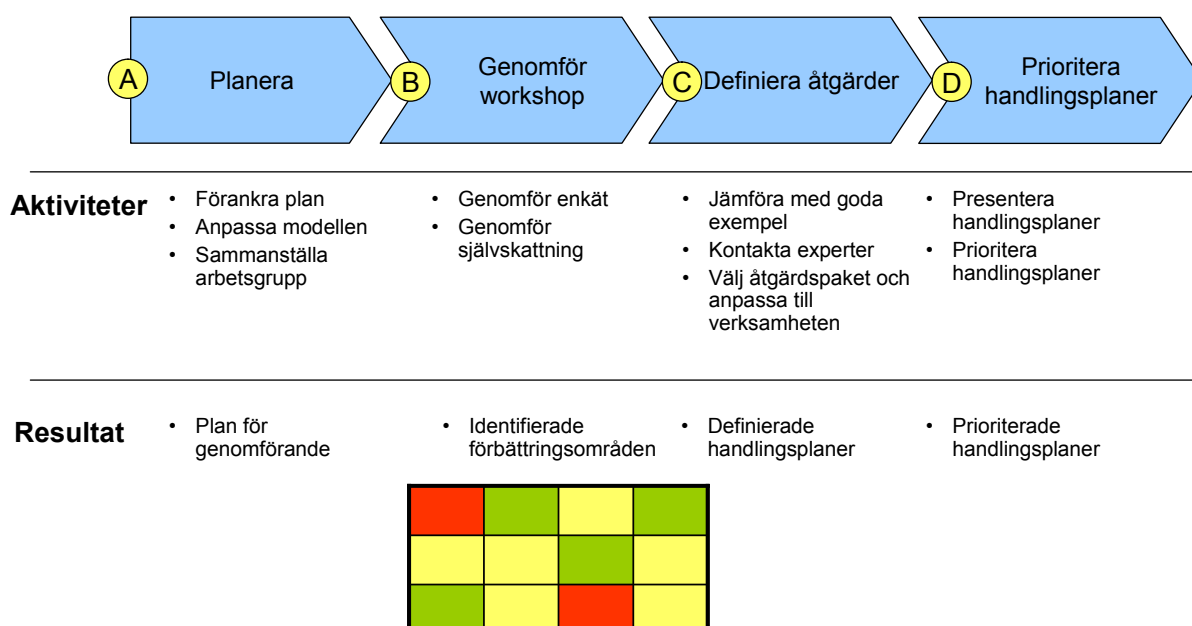 A
Planera
B
Genomför
workshop
C
Definiera åtgärder
D
Prioritera
handlingsplaner
Aktiviteter
• Förankra plan
• Anpassa modellen
• Sammanställa
arbetsgrupp
• Genomför enkät
• Genomför
självskattning
• Jämföra med goda
exempel
• Kontakta experter
• Välj åtgärdspaket och
anpassa till
verksamheten
• Presentera
handlingsplaner
• Prioritera
handlingsplaner
Resultat
• Plan för
genomförande
• Identifierade
förbättringsområden
• Definierade
handlingsplaner
• Prioriterade
handlingsplaner